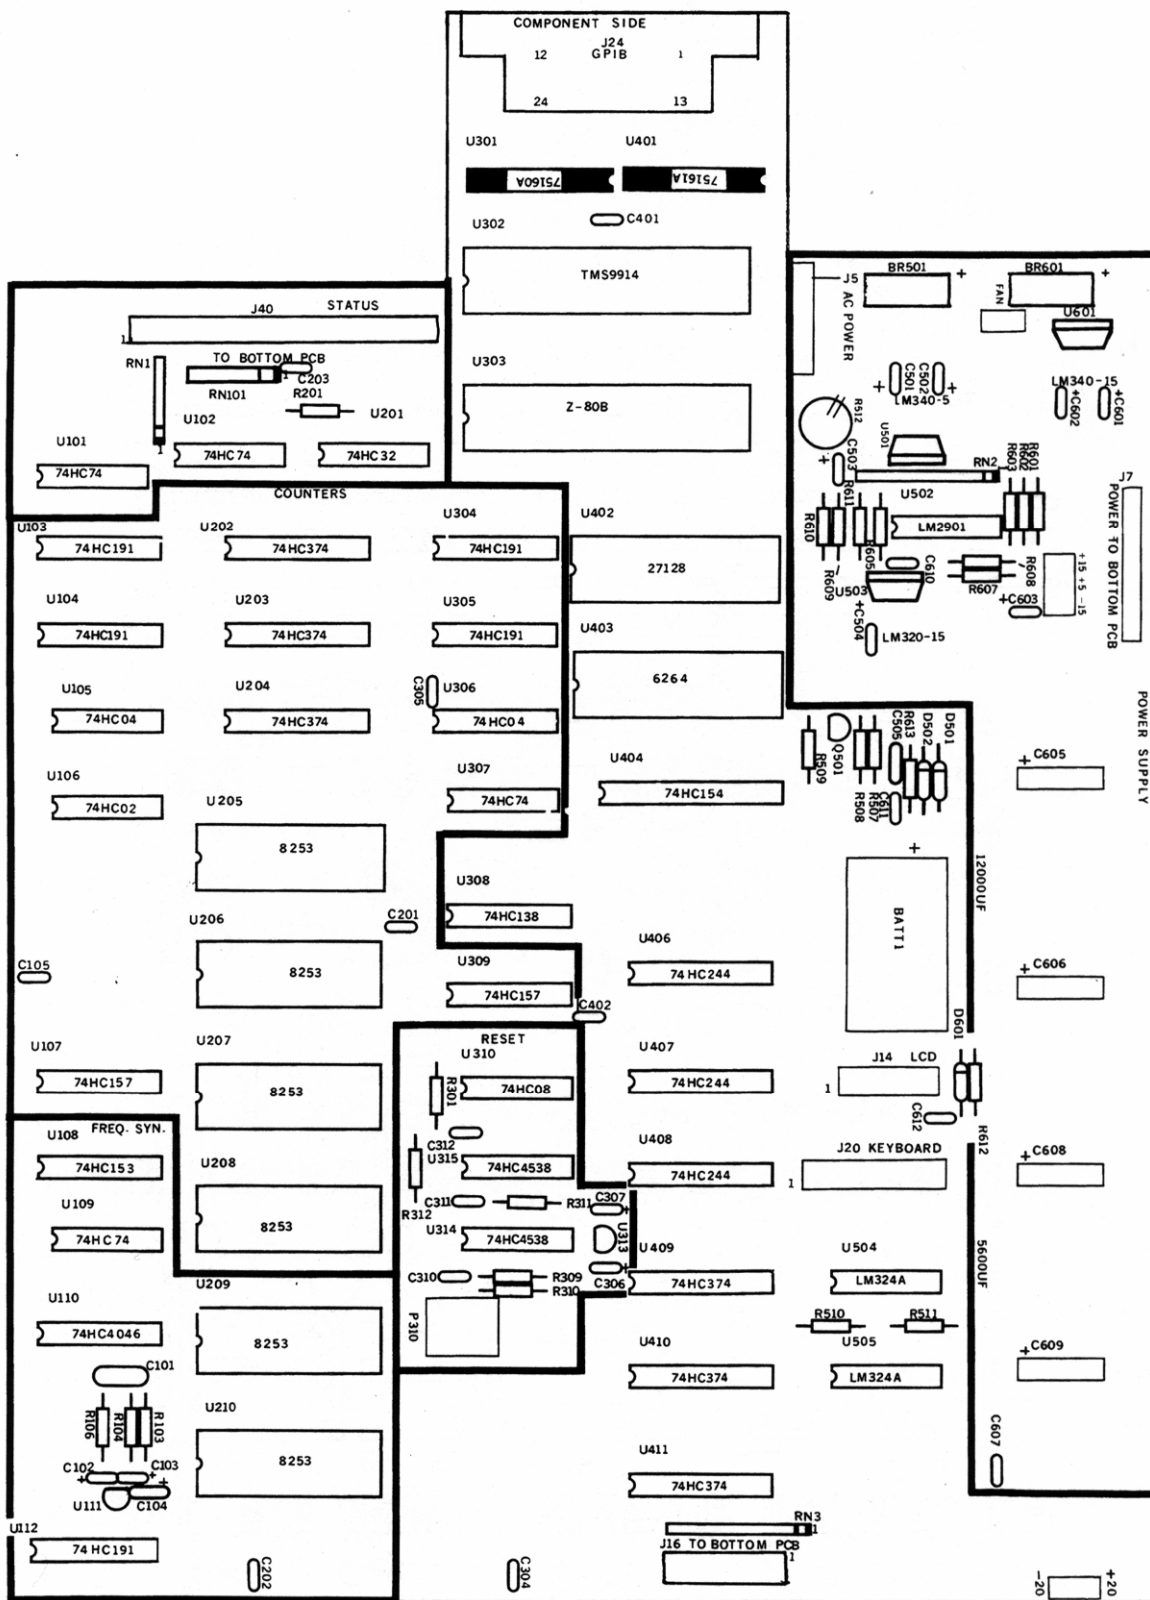 COMPONENT SIDE
J24
GPIB
12
1
24
13
U301
U401
75160A
75161A
C401
U302
TMS9914
U303
Z-80B
STATUS
J40
1
TO BOTTOM PCB
RN1
1
RN101
1
C203
R201
U201
U102
74HC74
74HC32
U101
74HC74
J5
AC POWER
BR501
+
BR601
+
FAN
U601
LM340-15
+C602
+C601
+
C501
C502
+
LM340-5
R512
U501
C503
+
RN2
1
R603
R602
R601
J7
POWER TO BOTTOM PCB
U502
LM2901
R611
R610
R609
R605
C610
U503
R608
R607
+C603
+15 +5 -15
+C504
LM320-15
COUNTERS
U103
74HC191
U202
74HC374
U304
74HC191
U402
27128
U104
74HC191
U203
74HC374
U305
74HC191
U403
6264
U105
74HC04
U204
74HC374
C305
U306
74HC04
U106
74HC02
U205
8253
U307
74HC74
U404
74HC154
R509
Q501
R508
R507
C505
R613
D502
D501
C611
POWER SUPPLY
+C605
+
BATT1
12000UF
U308
74HC138
C201
U206
8253
U309
74HC157
C402
C105
U406
74HC244
+C606
D601
U107
74HC157
U207
8253
RESET
U310
74HC08
R301
U407
74HC244
J14 LCD
1
C612
R612
FREQ. SYN.
U108
74HC153
U208
8253
C312
U315
74HC4538
R312
U408
74HC244
J20 KEYBOARD
1
+C608
U109
74HC74
C311
R311
C307
+
U314
74HC4538
U313
C310
R309
R310
C306
+
P310
U409
74HC374
U504
LM324A
5600UF
U209
8253
U110
74HC4046
R510
R511
U410
74HC374
U505
LM324A
+C609
C101
R106
R104
R103
U210
8253
C102
+
C103
+
U111
+
C104
U411
74HC374
C607
U112
74HC191
RN3
1
J16 TO BOTTOM PCB
1
C202
C304
-20
+20